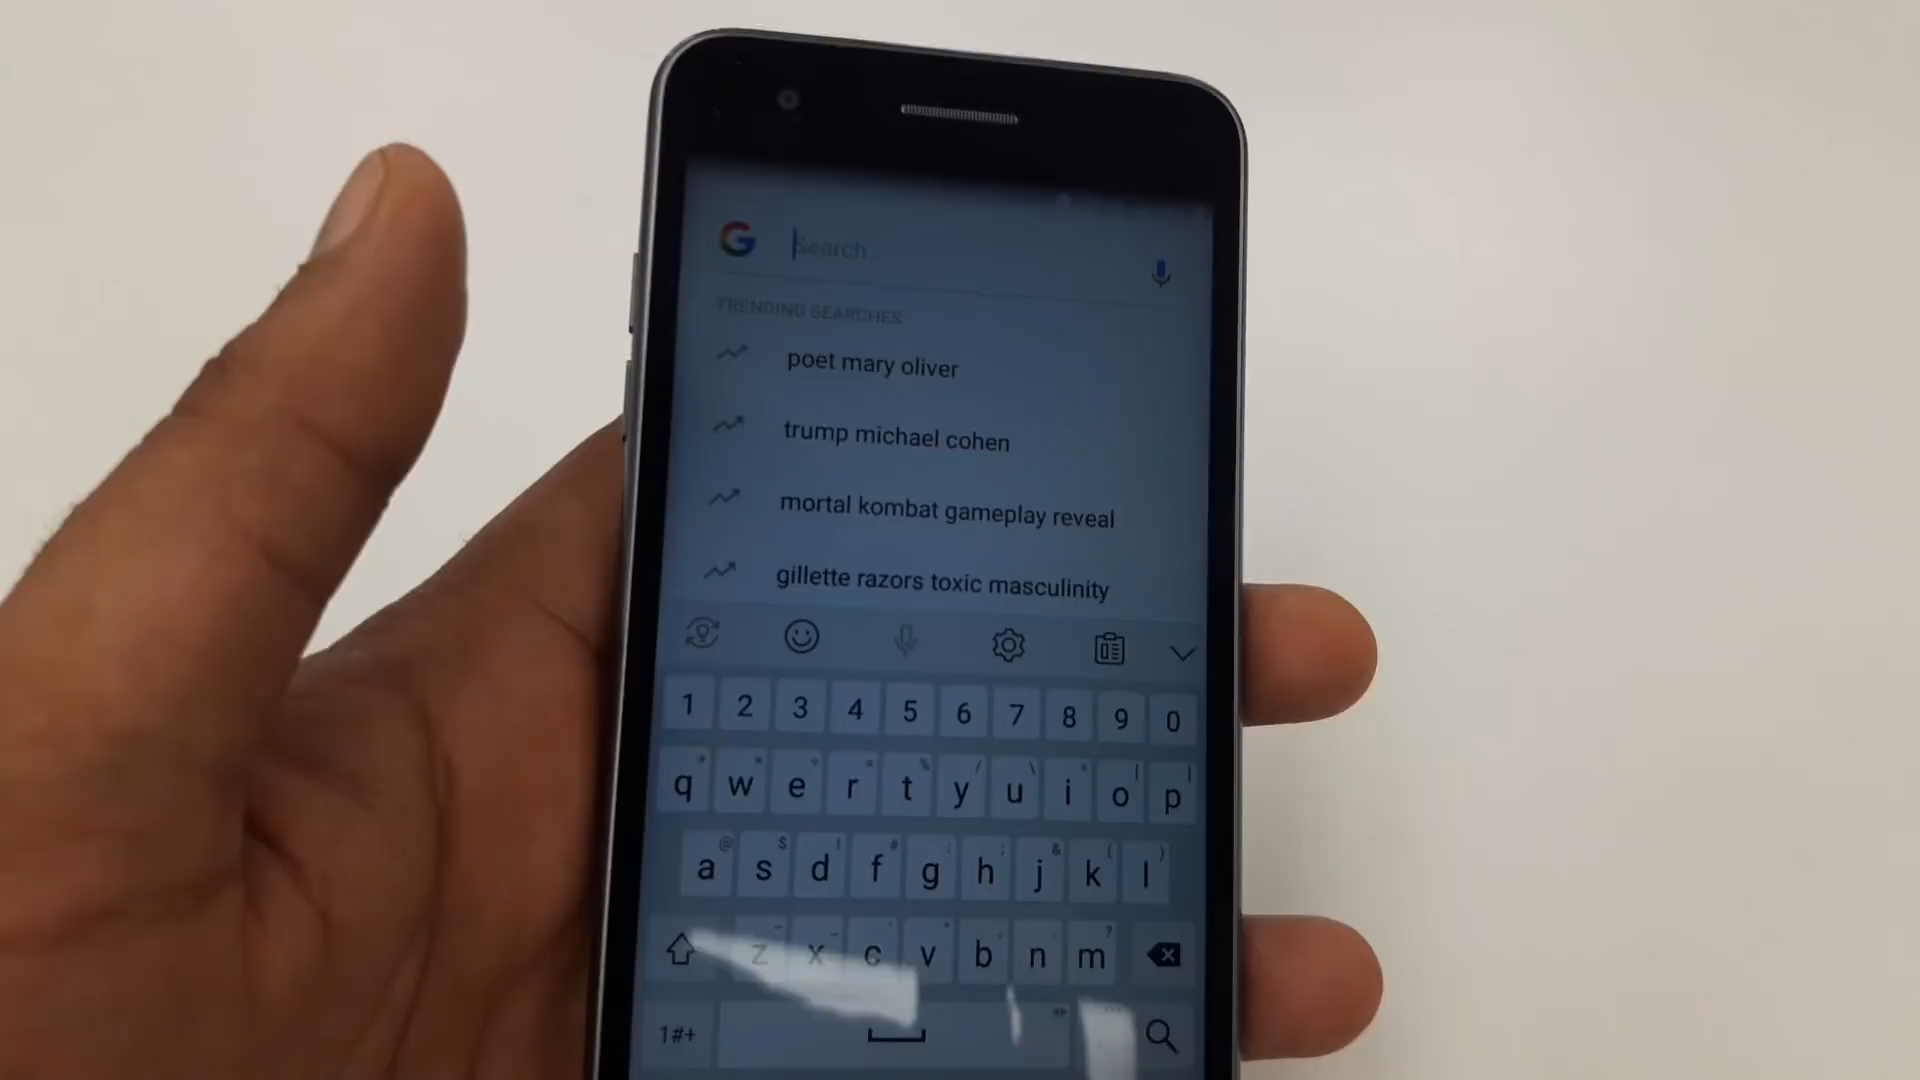 G Search...
TRENDING SEARCHES
poet mary oliver
trump michael cohen
mortal kombat gameplay reveal
gillette razors toxic masculinity
1 2 3 4 5 6 7 8 9 0
q w e r t y u i o p
a s d f g h j k l
z x c v b n m
1#+